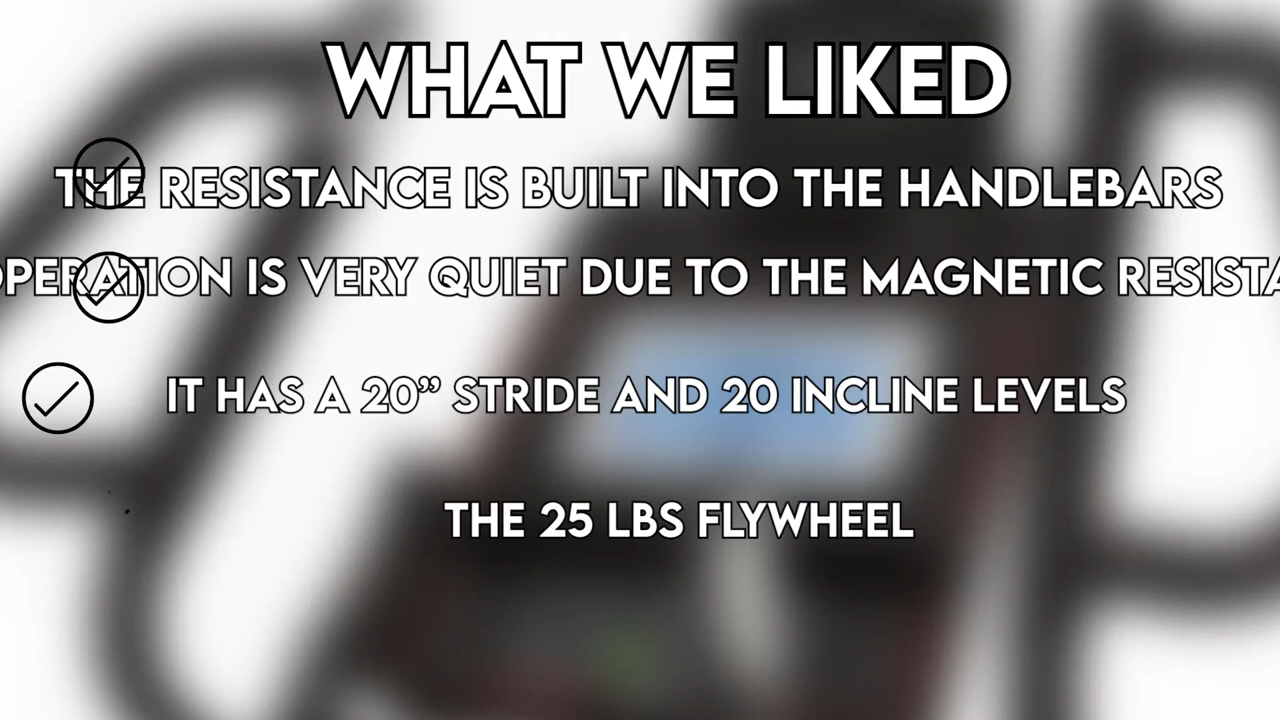 WHAT WE LIKED
THE RESISTANCE IS BUILT INTO THE HANDLEBARS
OPERATION IS VERY QUIET DUE TO THE MAGNETIC RESISTA
IT HAS A 20” STRIDE AND 20 INCLINE LEVELS
THE 25 LBS FLYWHEEL